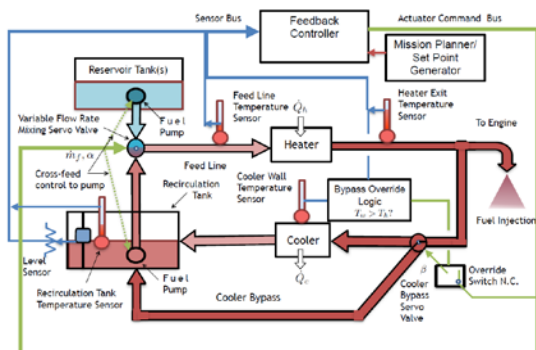 Sensor Bus
Feedback
Controller
Actuator Command Bus
Mission Planner/
Set Point
Generator
Reservoir Tank(s)
Fuel
Pump
Variable Flow Rate
Mixing Servo Valve
Feed Line
Temperature
Sensor
Q̇h
Heater
Heater Exit
Temperature
Sensor
To Engine
ṁf, α
Cross-feed
control to pump
Feed Line
Recirculation
Tank
Cooler Wall
Temperature
Sensor
Bypass Override
Logic
Tw > Th?
Fuel Injection
Level
Sensor
Cooler
Fuel
Pump
Q̇c
Recirculation Tank
Temperature Sensor
Cooler Bypass
β
Cooler
Bypass
Servo
Valve
Override
Switch N.C.